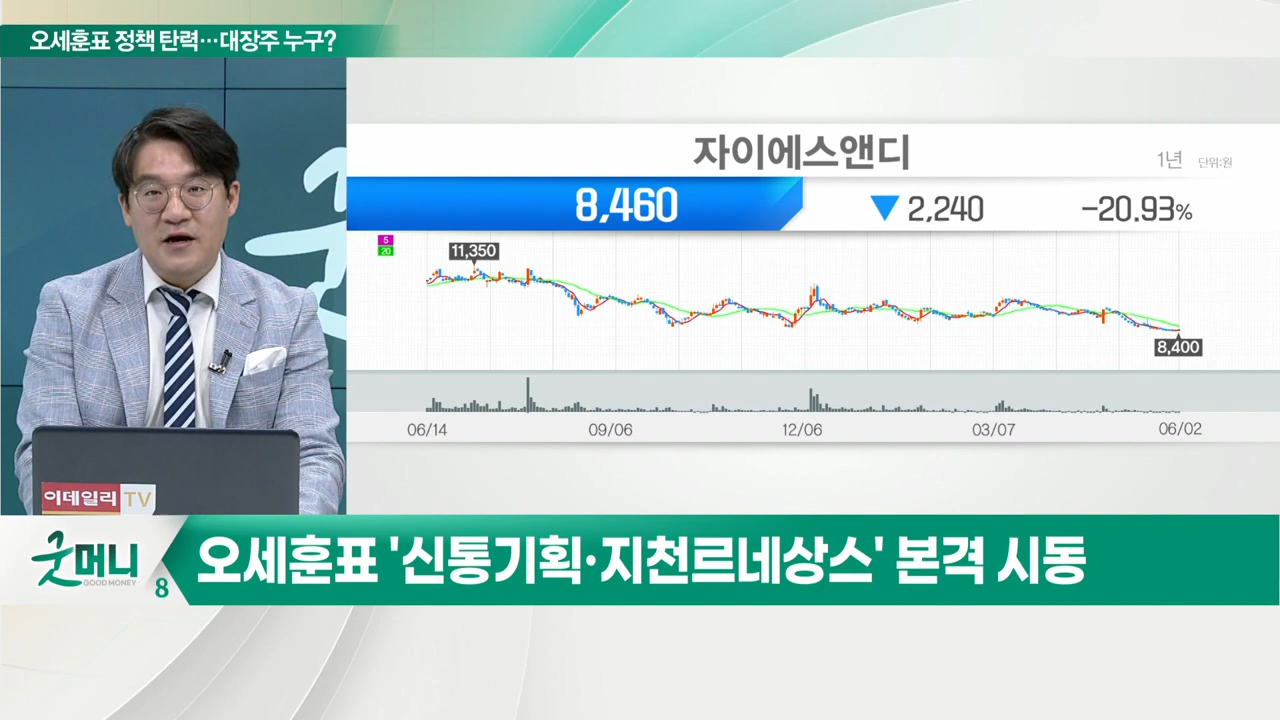 오세훈표 정책 탄력…대장주 누구?
자이에스앤디
1년 단위:원
8,460 ▼ 2,240 -20.93%
5
20
11,350
8,400
06/14 09/06 12/06 03/07 06/02
이데일리 TV
굿머니
GOOD MONEY
8
오세훈표 '신통기획·지천르네상스' 본격 시동